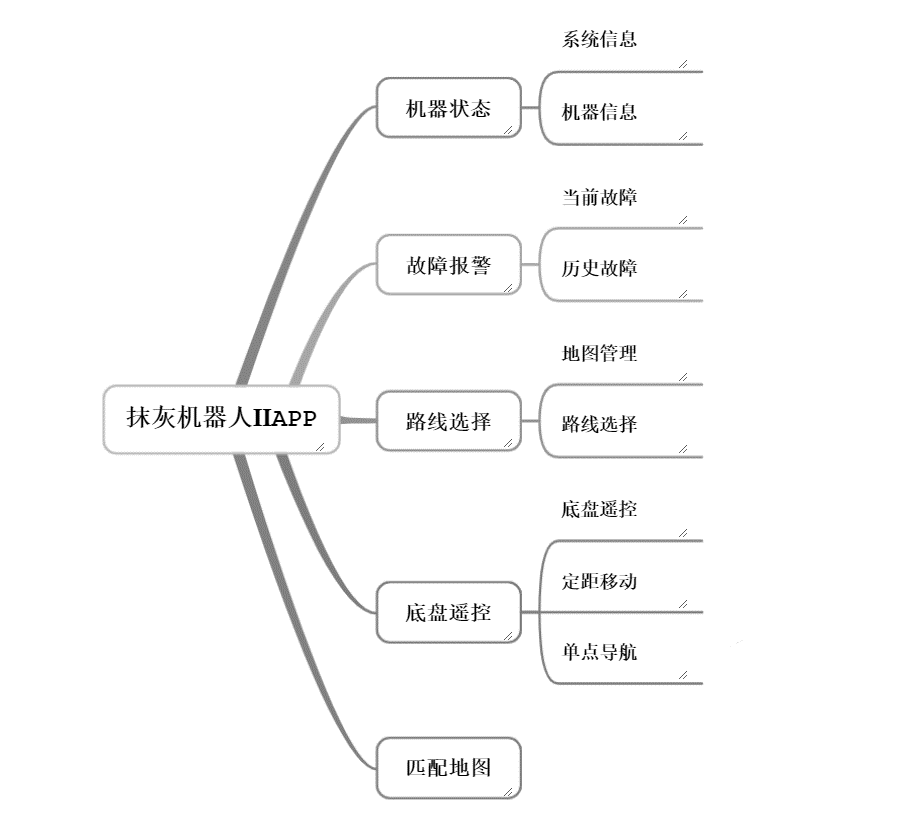 抹灰机器人IIAPP
机器状态
系统信息
机器信息
故障报警
当前故障
历史故障
路线选择
地图管理
路线选择
底盘遥控
底盘遥控
定距移动
单点导航
匹配地图